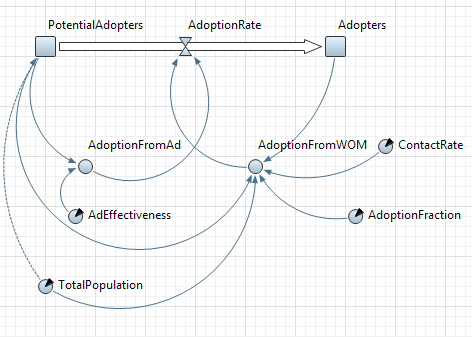 PotentialAdopters
AdoptionRate
Adopters
AdoptionFromAd
AdoptionFromWOM
ContactRate
AdEffectiveness
AdoptionFraction
TotalPopulation